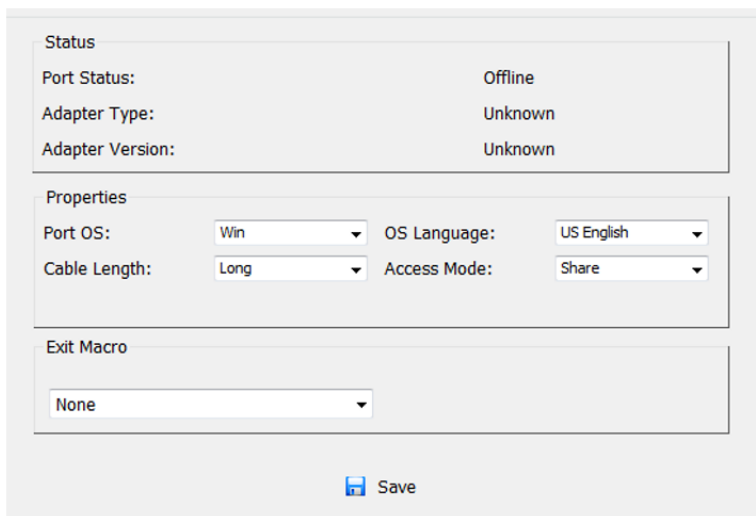 Status
Port Status: Offline
Adapter Type: Unknown
Adapter Version: Unknown
Properties
Port OS: Win OS Language: US English
Cable Length: Long Access Mode: Share
Exit Macro
None
Save